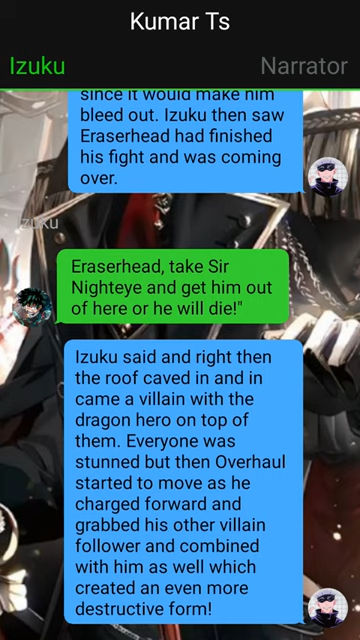 Kumar Ts
Izuku Narrator
since it would make him
bleed out. Izuku then saw
Eraserhead had finished
his fight and was coming
over.
Izuku
Eraserhead, take Sir
Nighteye and get him out
of here or he will die!"
Izuku said and right then
the roof caved in and in
came a villain with the
dragon hero on top of
them. Everyone was
stunned but then Overhaul
started to move as he
charged forward and
grabbed his other villain
follower and combined
with him as well which
created an even more
destructive form!